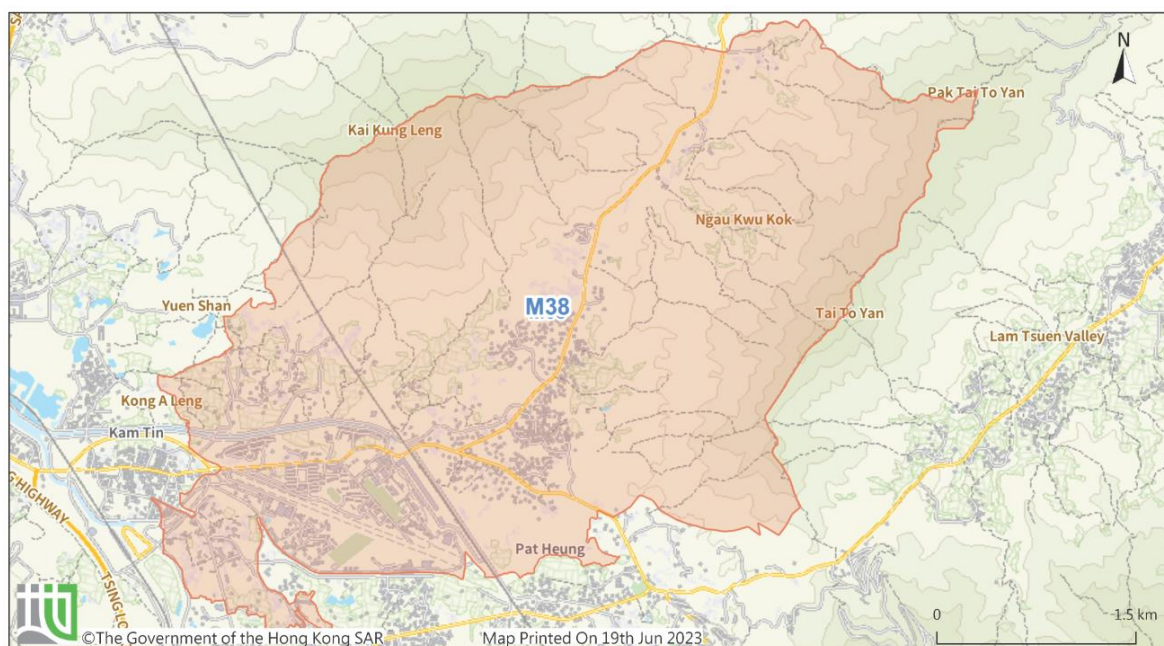 N
Pak Tai To Yan
Kai Kung Leng
Ngau Kwu Kok
M38
Yuen Shan
Tai To Yan
Lam Tsuen Valley
Kong A Leng
Kam Tin
G HIGHWAY
Pat Heung
TSING LO
0
1.5 km
©The Government of the Hong Kong SAR
Map Printed On 19th Jun 2023